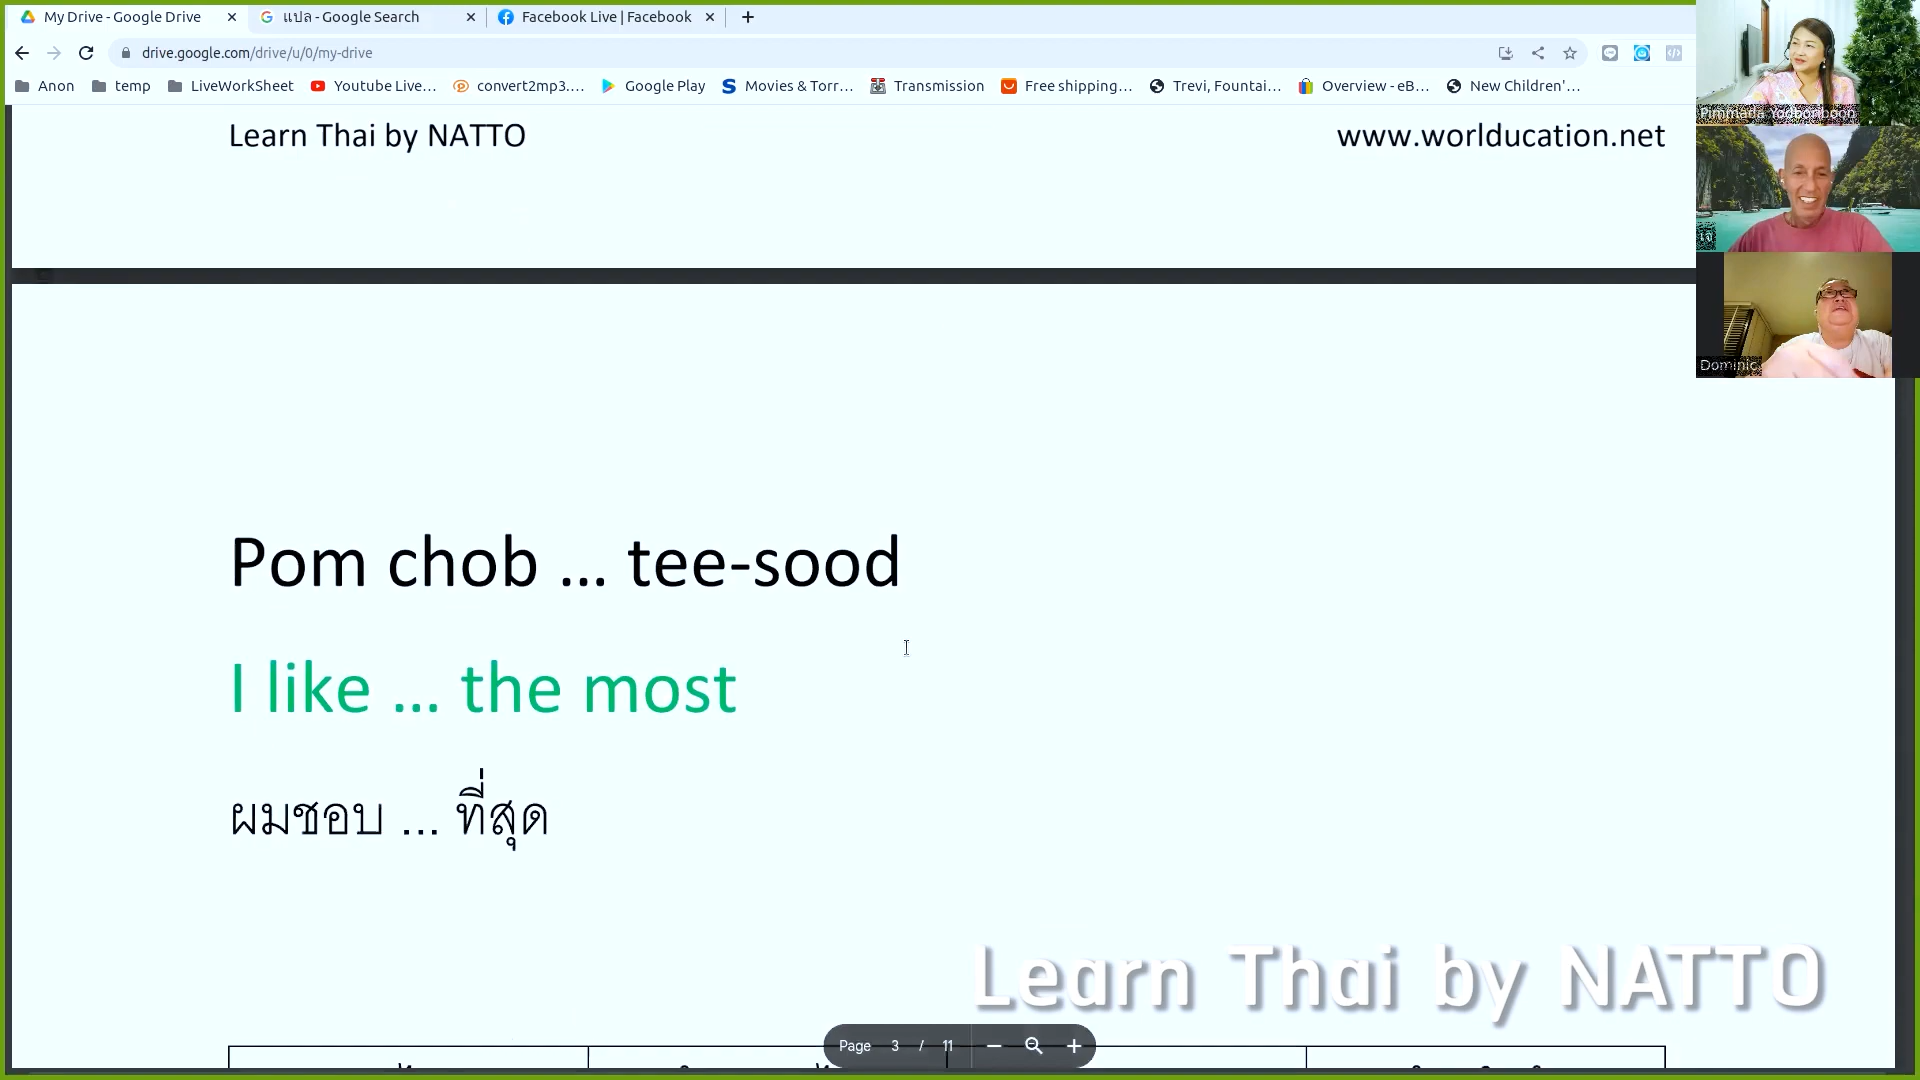 My Drive - Google Drive
แปล - Google Search
Facebook Live | Facebook
drive.google.com/drive/u/0/my-drive
Anon temp LiveWorkSheet Youtube Live... convert2mp3.... Google Play Movies & Torr... Transmission Free shipping... Trevi, Fountai... Overview - eB... New Children'...
Learn Thai by NATTO
www.worlducation.net
เจ
Dominic
Pom chob ... tee-sood
I like ... the most
ผมชอบ ... ที่สุด
Learn Thai by NATTO
Page 3 / 11